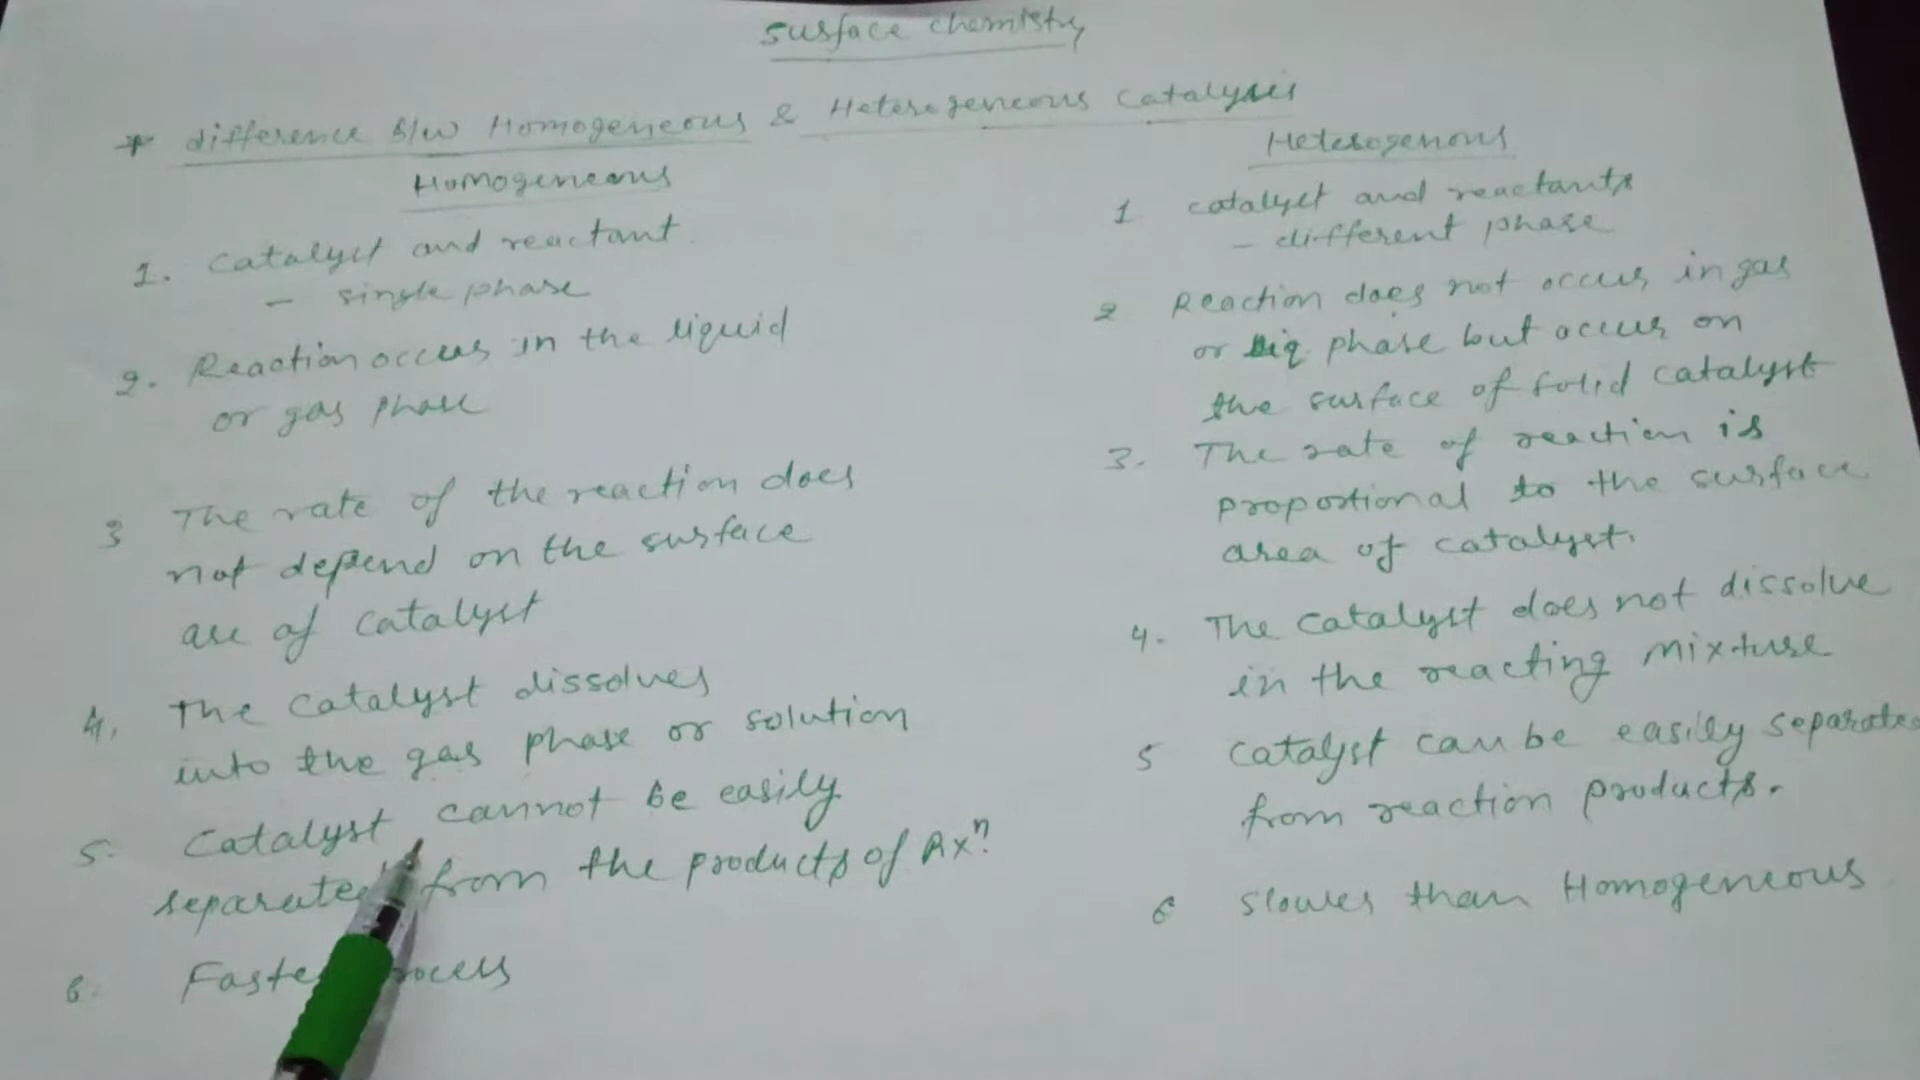 Surface chemistry
* difference b/w Homogeneous & Heterogeneous Catalysis
Homogeneous
1. Catalyst and reactant
- single phase
2. Reaction occurs in the liquid
or gas phase
3 The rate of the reaction does
not depend on the surface
are of catalyst
4. The catalyst dissolves
into the gas phase or solution
5. Catalyst cannot be easily
separated from the products of Rxn.
6.
Heterogenous
1 catalyst and reactants
- different phase
2 Reaction does not occurs in gas
or liq. phase but occurs on
the surface of solid catalyst
3. The rate of reaction is
proportional to the surface
area of catalyst.
4. The catalyst does not dissolve
in the reacting mixture
5 catalyst can be easily separates
from reaction products.
6 Slower than Homogeneous